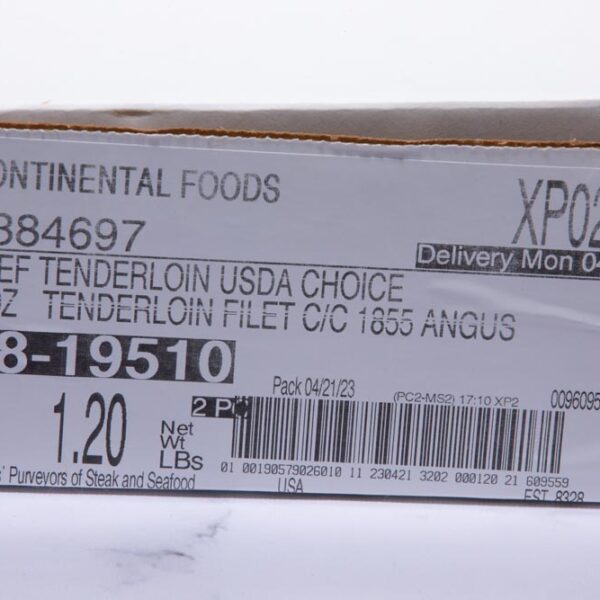 ONTINENTAL FOODS
384697
XP02
Delivery Mon 04
EF TENDERLOIN USDA CHOICE
OZ TENDERLOIN FILET C/C 1855 ANGUS
8-19510
Pack 04/21/23
(PC2-MS2) 17:10 XP2
0096095
1.20
Net
Wt
LBs
2 P
01 00190579026010 11 230421 3202 000120 21 609559
s' Purveyors of Steak and Seafood
USA
EST. 8328